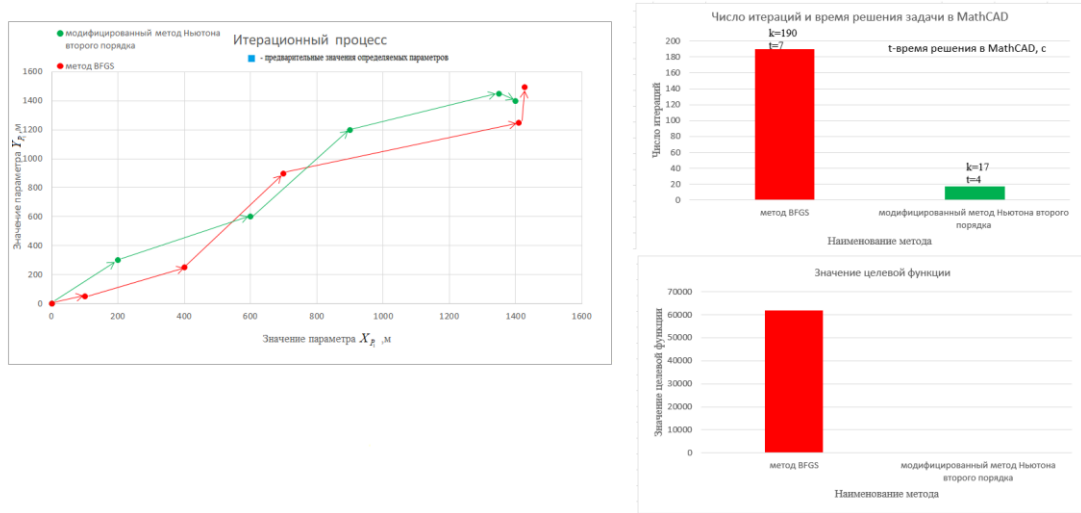 модифицированный метод Ньютона
второго порядка
Итерационный процесс
- предварительные значения определяемых параметров
метод BFGS
1600
1400
1200
1000
800
600
400
200
0
Значение параметра Y_{P_i} ,м
0 200 400 600 800 1000 1200 1400 1600
Значение параметра X_{P_i} ,м
Число итераций и время решения задачи в MathCAD
k=190
t=7
t-время решения в MathCAD, с
200
180
160
140
120
100
80
60
40
20
0
Число итераций
k=17
t=4
метод BFGS
модифицированный метод Ньютона второго
порядка
Наименование метода
Значение целевой функции
70000
60000
50000
40000
30000
20000
10000
0
Значение целевой функции
метод BFGS
модифицированный метод Ньютона
второго порядка
Наименование метода